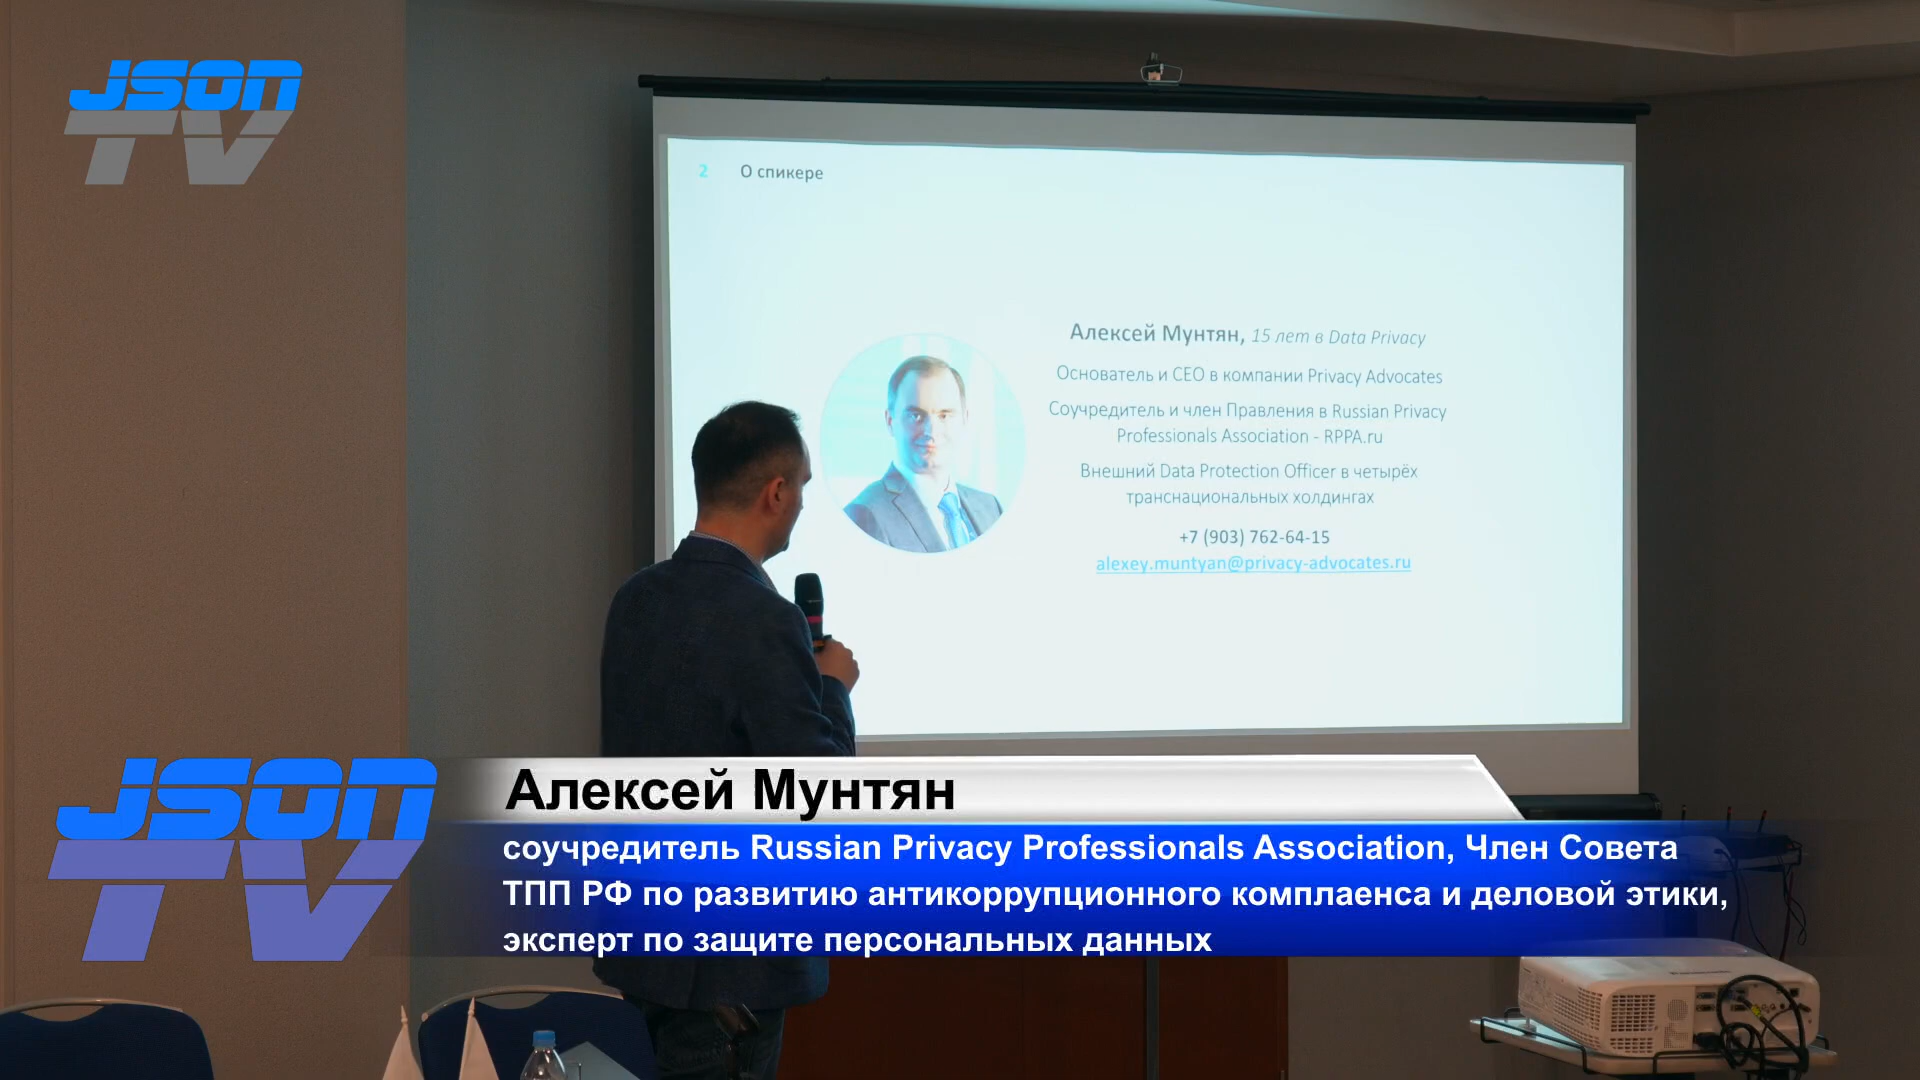 JSON
TV
2 О спикере
Алексей Мунтян, 15 лет в Data Privacy
Основатель и CEO в компании Privacy Advocates
Соучредитель и член Правления в Russian Privacy
Professionals Association - RPPA.ru
Внешний Data Protection Officer в четырёх
транснациональных холдингах
+7 (903) 762-64-15
alexey.muntyan@privacy-advocates.ru
JSON
TV
Алексей Мунтян
соучредитель Russian Privacy Professionals Association, Член Совета
ТПП РФ по развитию антикоррупционного комплаенса и деловой этики,
эксперт по защите персональных данных
Panasonic